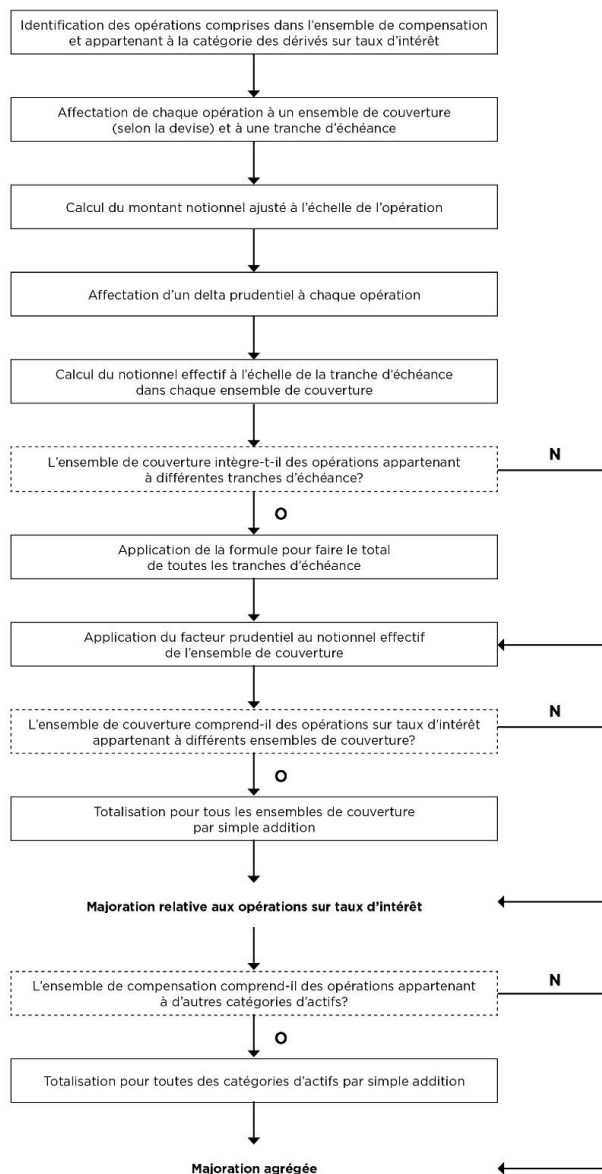 Identification des opérations comprises dans l'ensemble de compensation
et appartenant à la catégorie des dérivés sur taux d'intérêt
Affectation de chaque opération à un ensemble de couverture
(selon la devise) et à une tranche d'échéance
Calcul du montant notionnel ajusté à l'échelle de l'opération
Affectation d'un delta prudentiel à chaque opération
Calcul du notionnel effectif à l'échelle de la tranche d'échéance
dans chaque ensemble de couverture
L'ensemble de couverture intègre-t-il des opérations appartenant
à différentes tranches d'échéance?
N
O
Application de la formule pour faire le total
de toutes les tranches d'échéance
Application du facteur prudentiel au notionnel effectif
de l'ensemble de couverture
L'ensemble de couverture comprend-il des opérations sur taux d'intérêt
appartenant à différents ensembles de couverture?
N
O
Totalisation pour tous les ensembles de couverture
par simple addition
Majoration relative aux opérations sur taux d'intérêt
L'ensemble de compensation comprend-il des opérations appartenant
à d'autres catégories d'actifs?
N
O
Totalisation pour toutes des catégories d'actifs par simple addition
Majoration agrégée